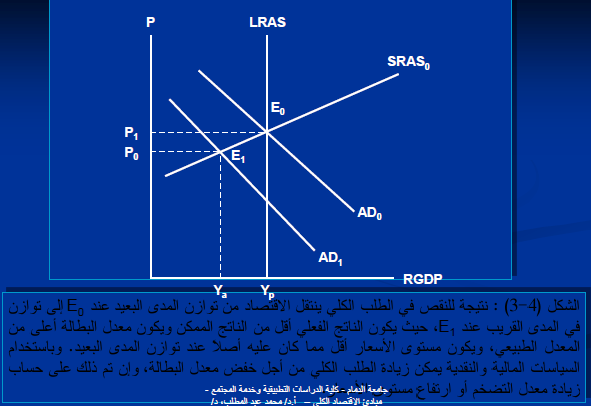 P
LRAS
SRAS0
E0
P1
P0
E1
AD0
AD1
RGDP
Ya
Yp
الشكل (4-3) : نتيجة للنقص في الطلب الكلي ينتقل الاقتصاد من توازن المدى البعيد عند E0 إلى توازن
في المدى القريب عند E1، حيث يكون الناتج الفعلي أقل من الناتج الممكن ويكون معدل البطالة أعلى من
المعدل الطبيعي، ويكون مستوى الأسعار أقل مما كان عليه أصلا عند توازن المدى البعيد. وباستخدام
السياسات المالية والنقدية يمكن زيادة الطلب الكلي من أجل خفض معدل البطالة، وإن تم ذلك على حساب
زيادة معدل التضخم أو ارتفاع مستوى
جامعة الدمام - كلية الدراسات التطبيقية وخدمة المجتمع -
مبادئ الاقتصاد الكلي – أ.د/ محمد عبد المطلب، د/